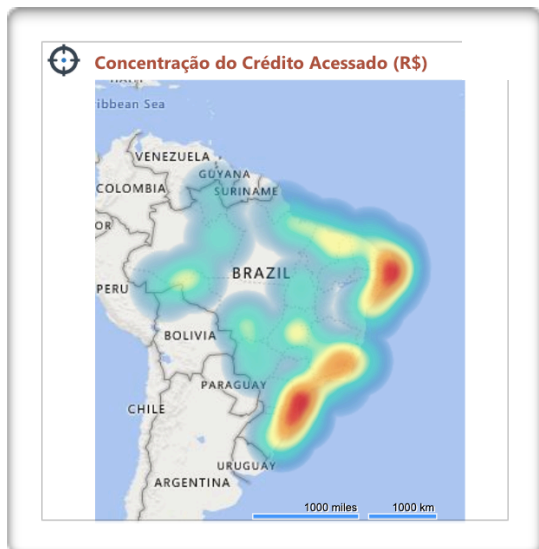 Concentração do Crédito Acessado (R$)
ibbean Sea
VENEZUELA
GUYANA
COLOMBIA
SURINAME
OR
BRAZIL
PERU
BOLIVIA
PARAGUAY
CHILE
URUGUAY
ARGENTINA
1000 miles
1000 km